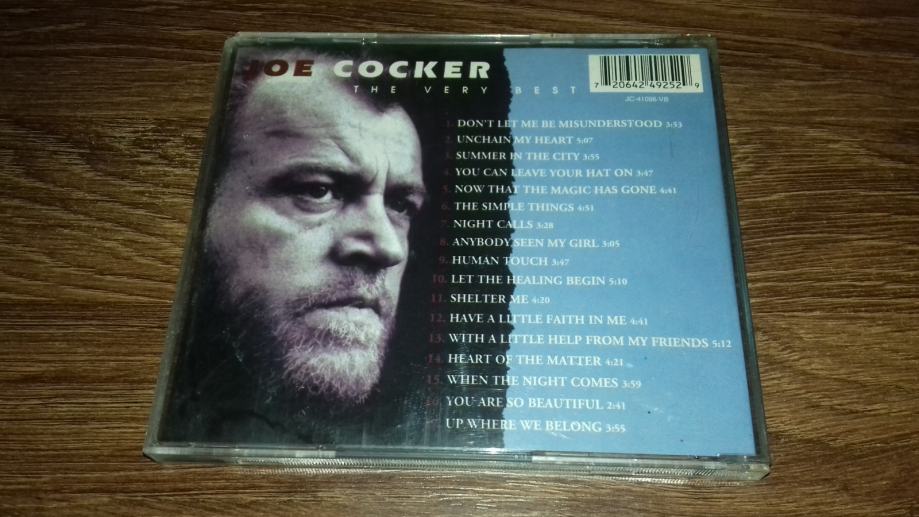 JOE COCKER
THE VERY BEST
7 20642 49252 9
JC-41098-VB
1. DON'T LET ME BE MISUNDERSTOOD 3:53
2. UNCHAIN MY HEART 5:07
3. SUMMER IN THE CITY 3:55
4. YOU CAN LEAVE YOUR HAT ON 3:47
5. NOW THAT THE MAGIC HAS GONE 4:41
6. THE SIMPLE THINGS 4:51
7. NIGHT CALLS 3:28
8. ANYBODY SEEN MY GIRL 3:05
9. HUMAN TOUCH 3:47
10. LET THE HEALING BEGIN 5:10
11. SHELTER ME 4:20
12. HAVE A LITTLE FAITH IN ME 4:41
13. WITH A LITTLE HELP FROM MY FRIENDS 5:12
14. HEART OF THE MATTER 4:21
15. WHEN THE NIGHT COMES 3:59
16. YOU ARE SO BEAUTIFUL 2:41
UP WHERE WE BELONG 3:55